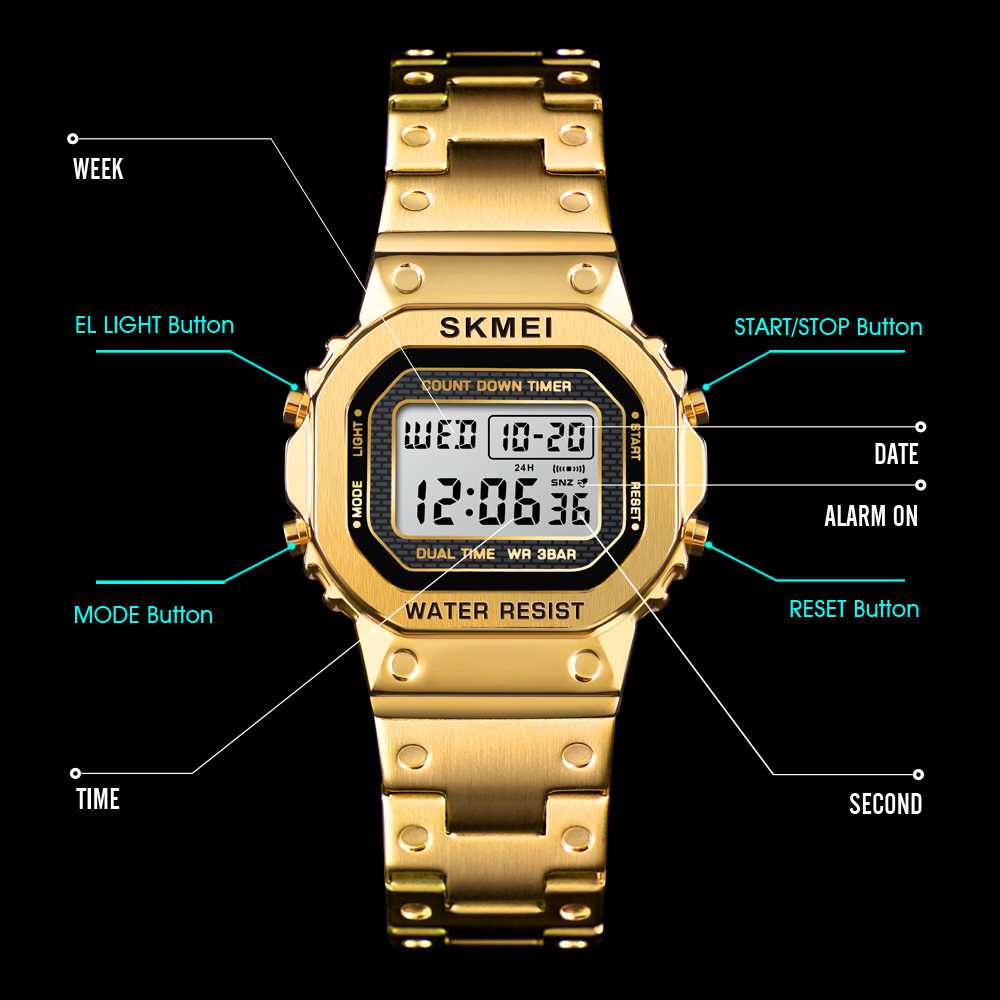 WEEK
EL LIGHT Button
START/STOP Button
SKMEI
COUNT DOWN TIMER
LIGHT
START
WED 10-20
DATE
24H
SNZ
12:06 36
ALARM ON
MODE
RESET
DUAL TIME WR 3BAR
WATER RESIST
MODE Button
RESET Button
TIME
SECOND